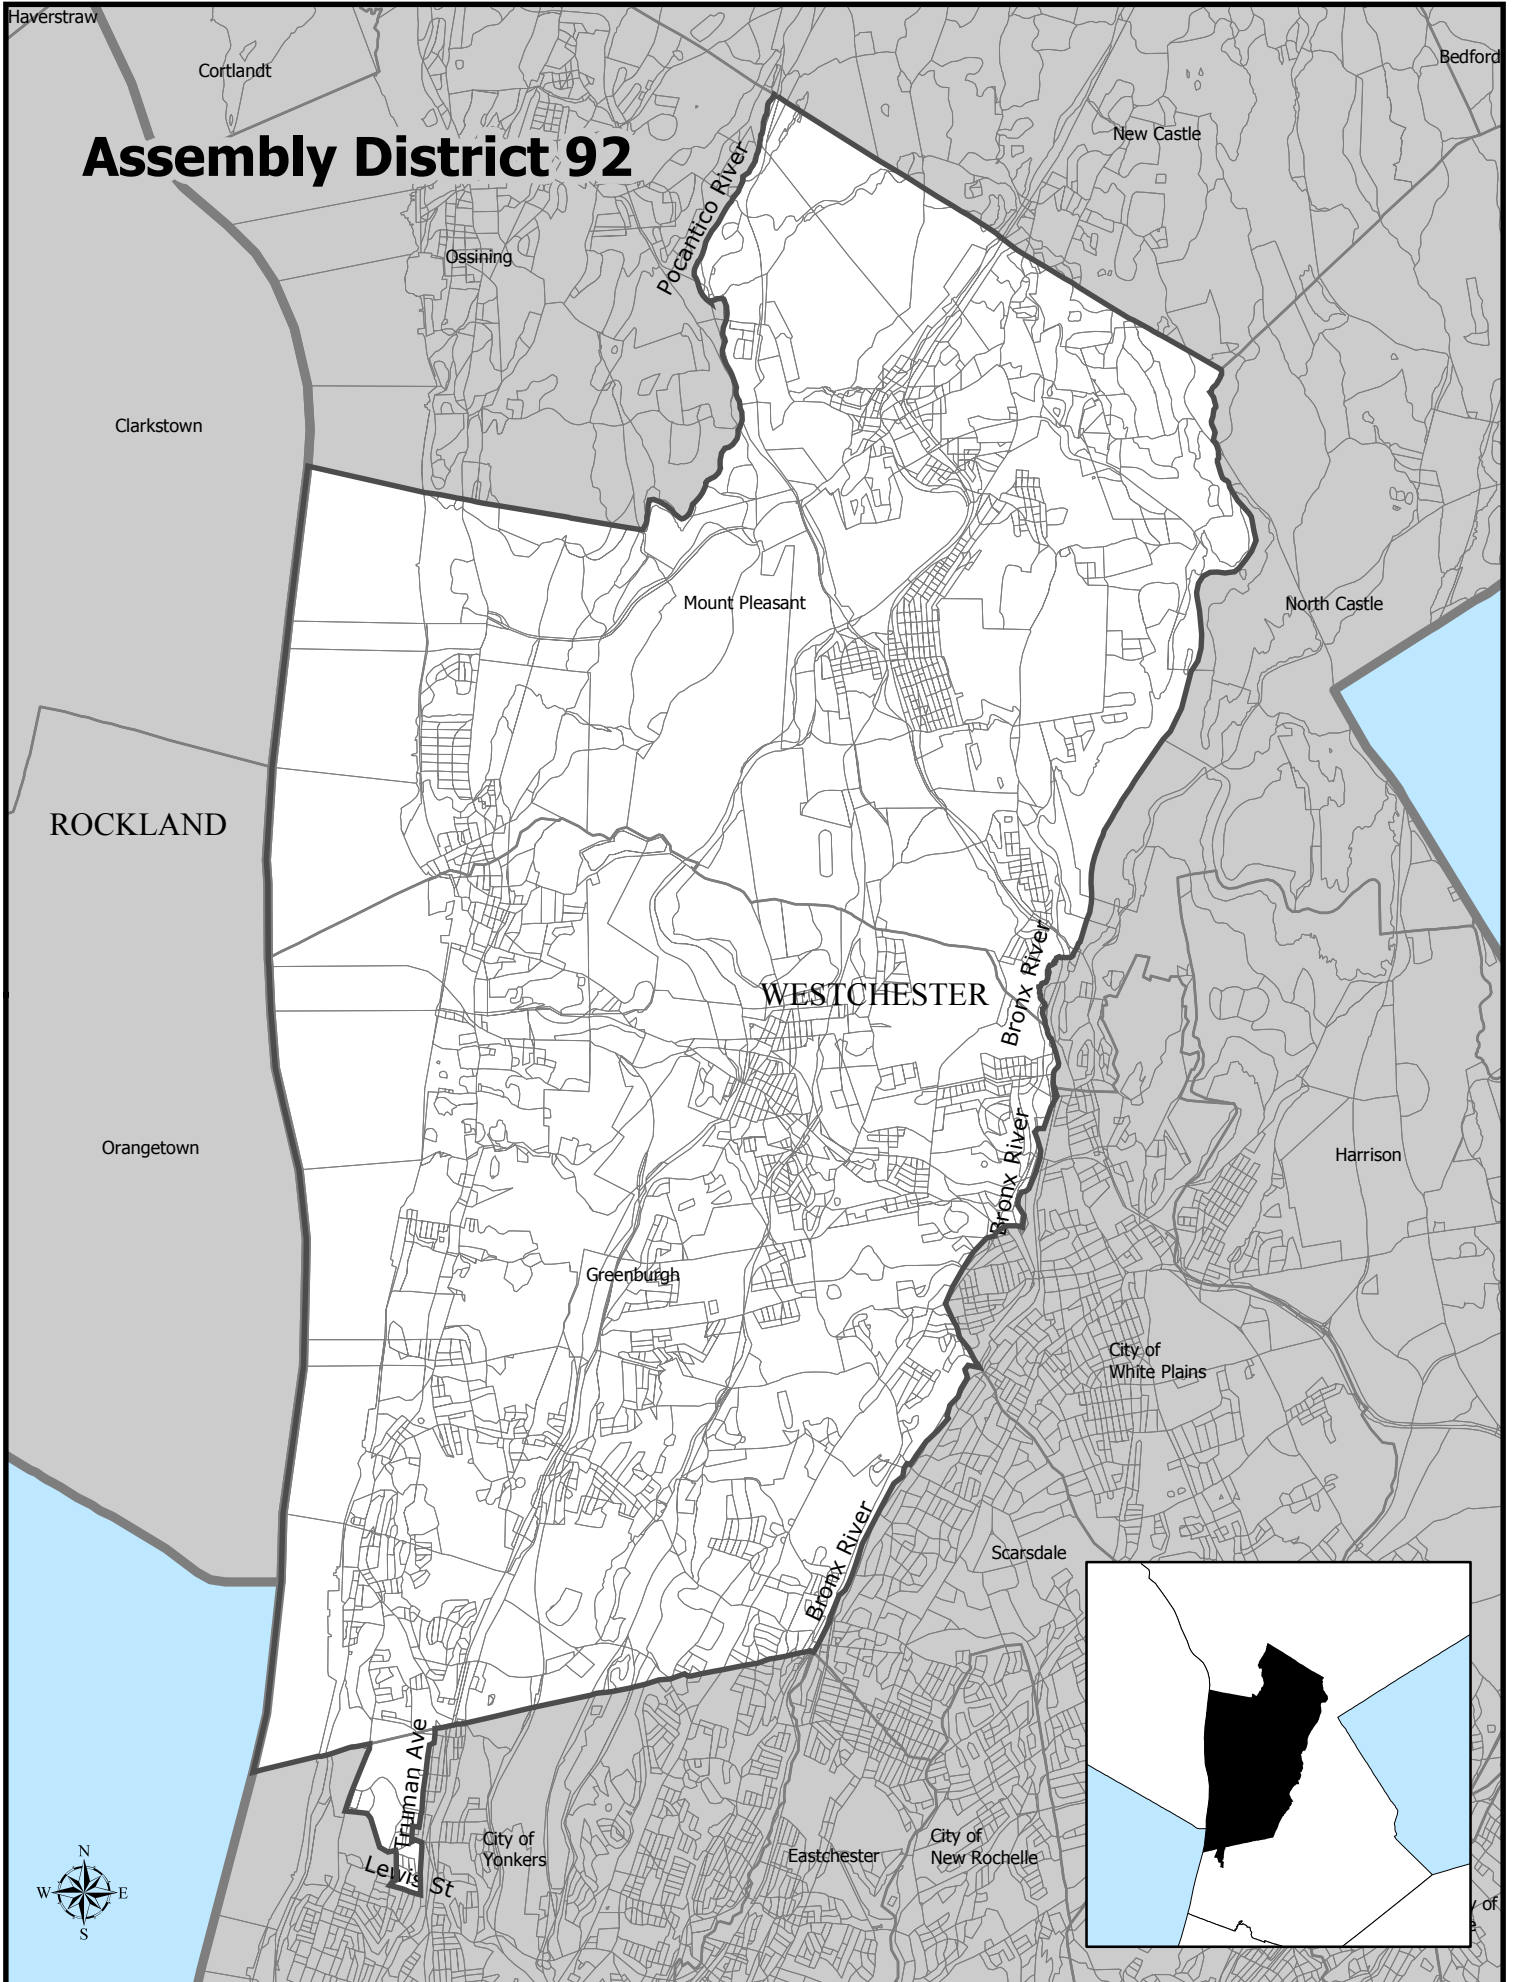 Haverstraw
Cortlandt
Bedford
New Castle
Assembly District 92
Pocantico River
Ossining
Clarkstown
Mount Pleasant
North Castle
ROCKLAND
WESTCHESTER
Bronx River
Bronx River
Orangetown
Harrison
Greenburgh
City of
White Plains
Bronx River
Scarsdale
Truman Ave
City of
Yonkers
Lewis St
Eastchester
City of
New Rochelle
N
W
E
S
of